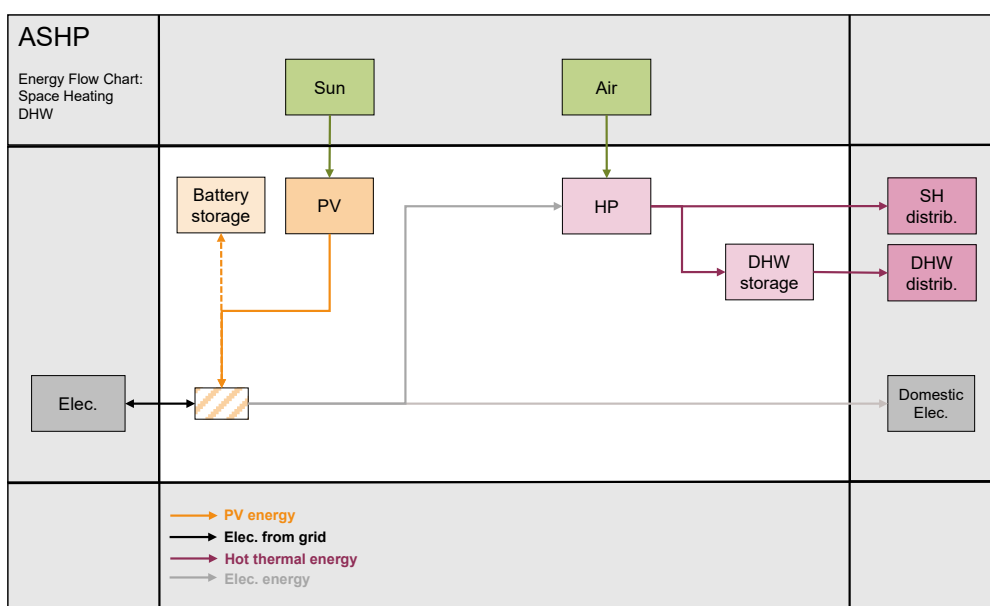 ASHP
Energy Flow Chart:
Space Heating
DHW
Sun
Air
Battery
storage
PV
HP
SH
distrib.
DHW
storage
DHW
distrib.
Elec.
Domestic
Elec.
PV energy
Elec. from grid
Hot thermal energy
Elec. energy